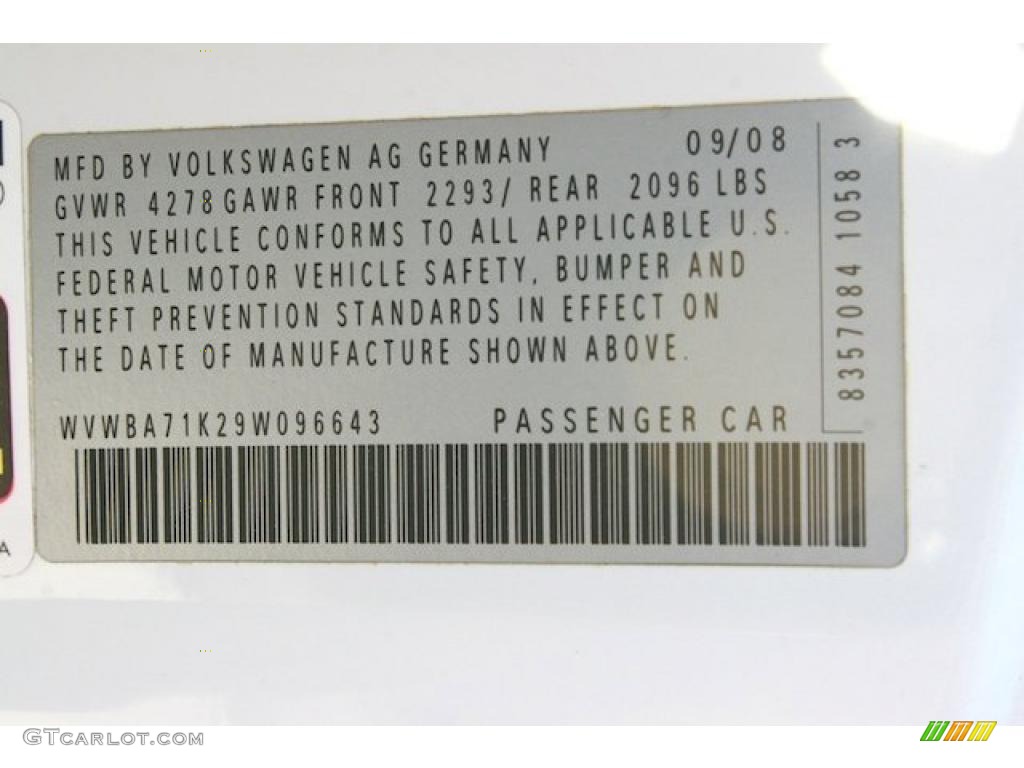 MFD BY VOLKSWAGEN AG GERMANY 09/08
GVWR 4278 GAWR FRONT 2293/ REAR 2096 LBS
THIS VEHICLE CONFORMS TO ALL APPLICABLE U.S.
FEDERAL MOTOR VEHICLE SAFETY, BUMPER AND
THEFT PREVENTION STANDARDS IN EFFECT ON
THE DATE OF MANUFACTURE SHOWN ABOVE.
WVWBA71K29W096643 PASSENGER CAR
8357084 1058 3
A
GTCARLOT.COM